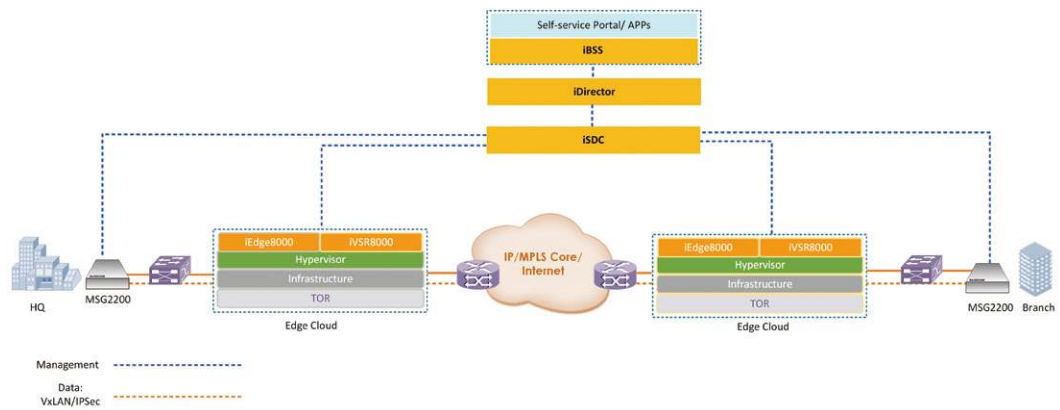 Self-service Portal/ APPs
iBSS
iDirector
iSDC
iEdge8000
iVSR8000
Hypervisor
Infrastructure
TOR
Edge Cloud
IP/MPLS Core/
Internet
iEdge8000
iVSR8000
Hypervisor
Infrastructure
TOR
Edge Cloud
HQ
MSG2200
MSG2200
Branch
Management
Data:
VxLAN/IPSec